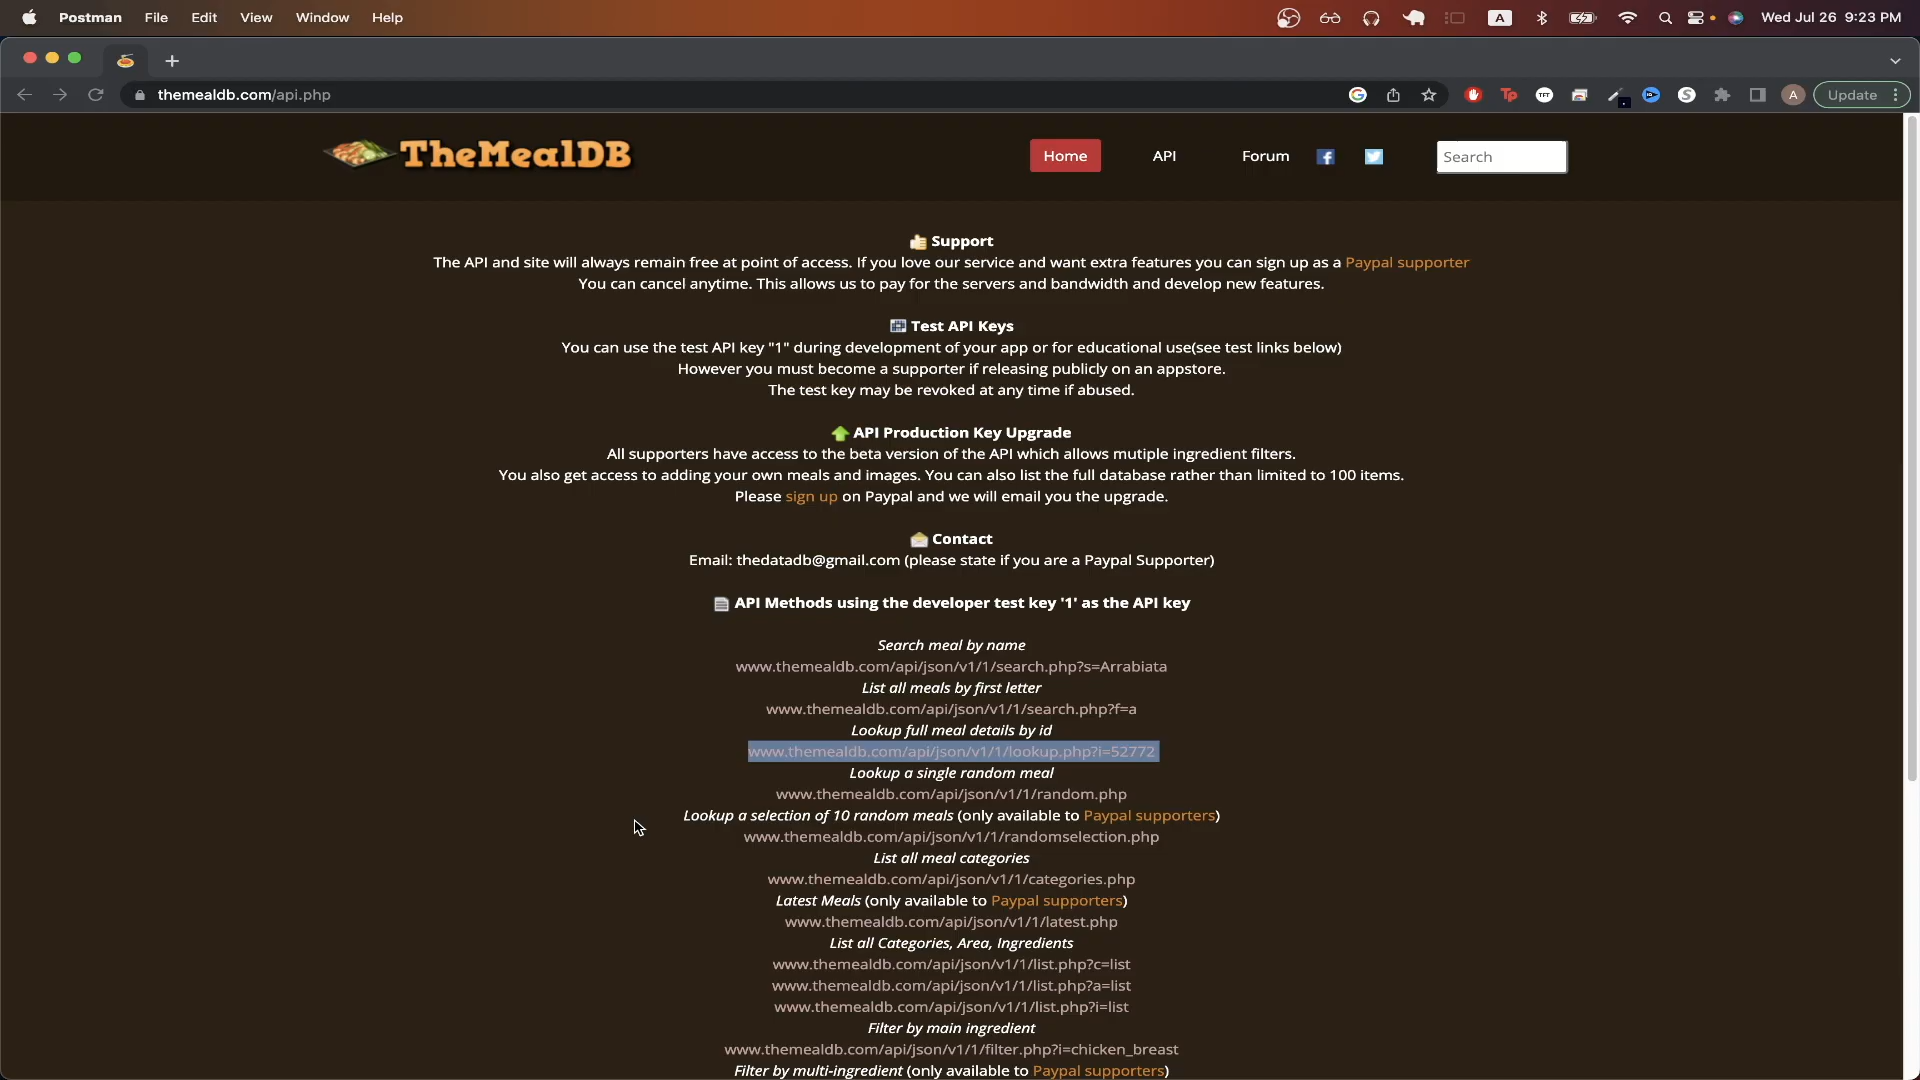 Postman File Edit View Window Help A Wed Jul 26 9:23 PM
themealdb.com/api.php A Update
TheMealDB Home API Forum Search
Support
The API and site will always remain free at point of access. If you love our service and want extra features you can sign up as a Paypal supporter
You can cancel anytime. This allows us to pay for the servers and bandwidth and develop new features.
Test API Keys
You can use the test API key "1" during development of your app or for educational use(see test links below)
However you must become a supporter if releasing publicly on an appstore.
The test key may be revoked at any time if abused.
API Production Key Upgrade
All supporters have access to the beta version of the API which allows mutiple ingredient filters.
You also get access to adding your own meals and images. You can also list the full database rather than limited to 100 items.
Please sign up on Paypal and we will email you the upgrade.
Contact
Email: thedatadb@gmail.com (please state if you are a Paypal Supporter)
API Methods using the developer test key '1' as the API key
Search meal by name
www.themealdb.com/api/json/v1/1/search.php?s=Arrabiata
List all meals by first letter
www.themealdb.com/api/json/v1/1/search.php?f=a
Lookup full meal details by id
www.themealdb.com/api/json/v1/1/lookup.php?i=52772
Lookup a single random meal
www.themealdb.com/api/json/v1/1/random.php
Lookup a selection of 10 random meals (only available to Paypal supporters)
www.themealdb.com/api/json/v1/1/randomselection.php
List all meal categories
www.themealdb.com/api/json/v1/1/categories.php
Latest Meals (only available to Paypal supporters)
www.themealdb.com/api/json/v1/1/latest.php
List all Categories, Area, Ingredients
www.themealdb.com/api/json/v1/1/list.php?c=list
www.themealdb.com/api/json/v1/1/list.php?a=list
www.themealdb.com/api/json/v1/1/list.php?i=list
Filter by main ingredient
www.themealdb.com/api/json/v1/1/filter.php?i=chicken_breast
Filter by multi-ingredient (only available to Paypal supporters)